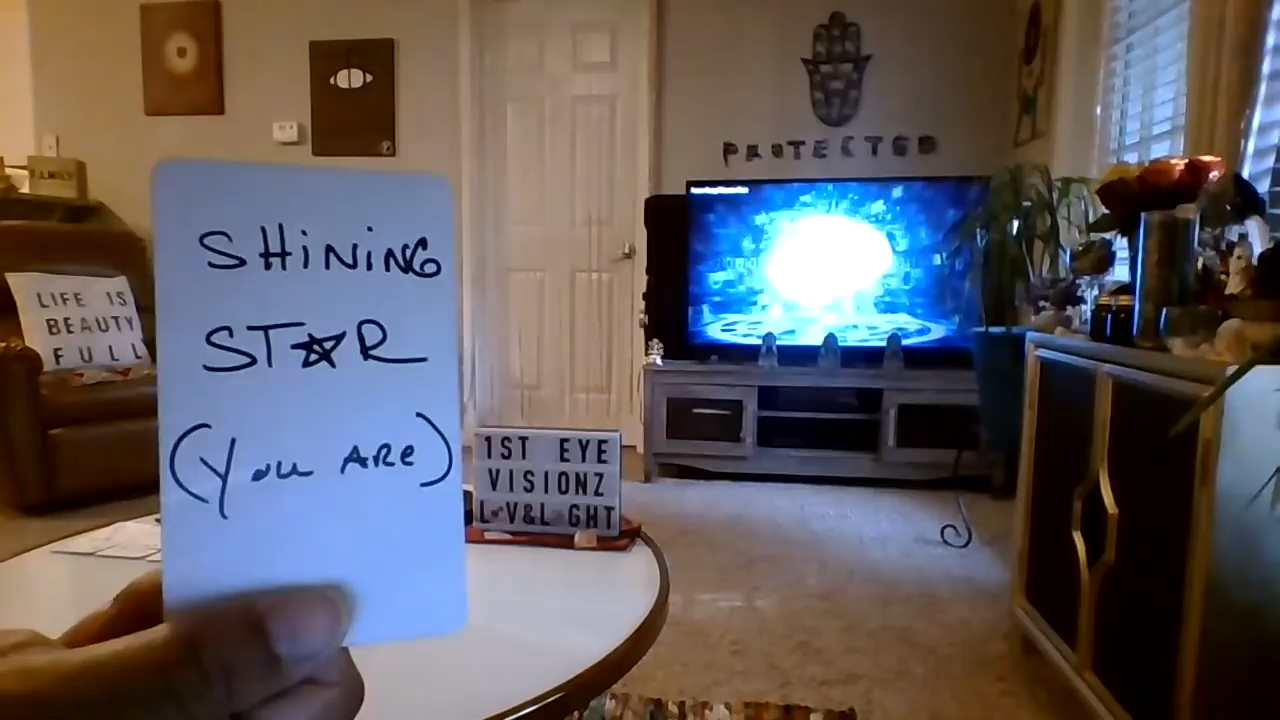 FAMILY
PROTECTED
LIFE IS
BEAUTY
FULL
SHiNiNG
ST☆R
(You ARe)
1ST EYE
VISIONZ
L♥V&L GHT